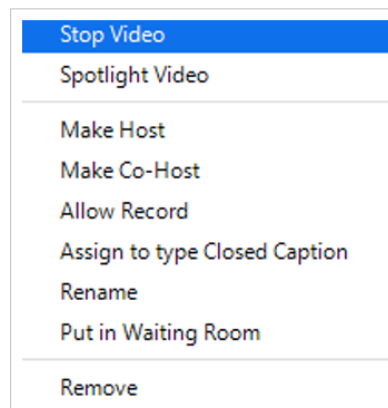 Stop Video
Spotlight Video
Make Host
Make Co-Host
Allow Record
Assign to type Closed Caption
Rename
Put in Waiting Room
Remove